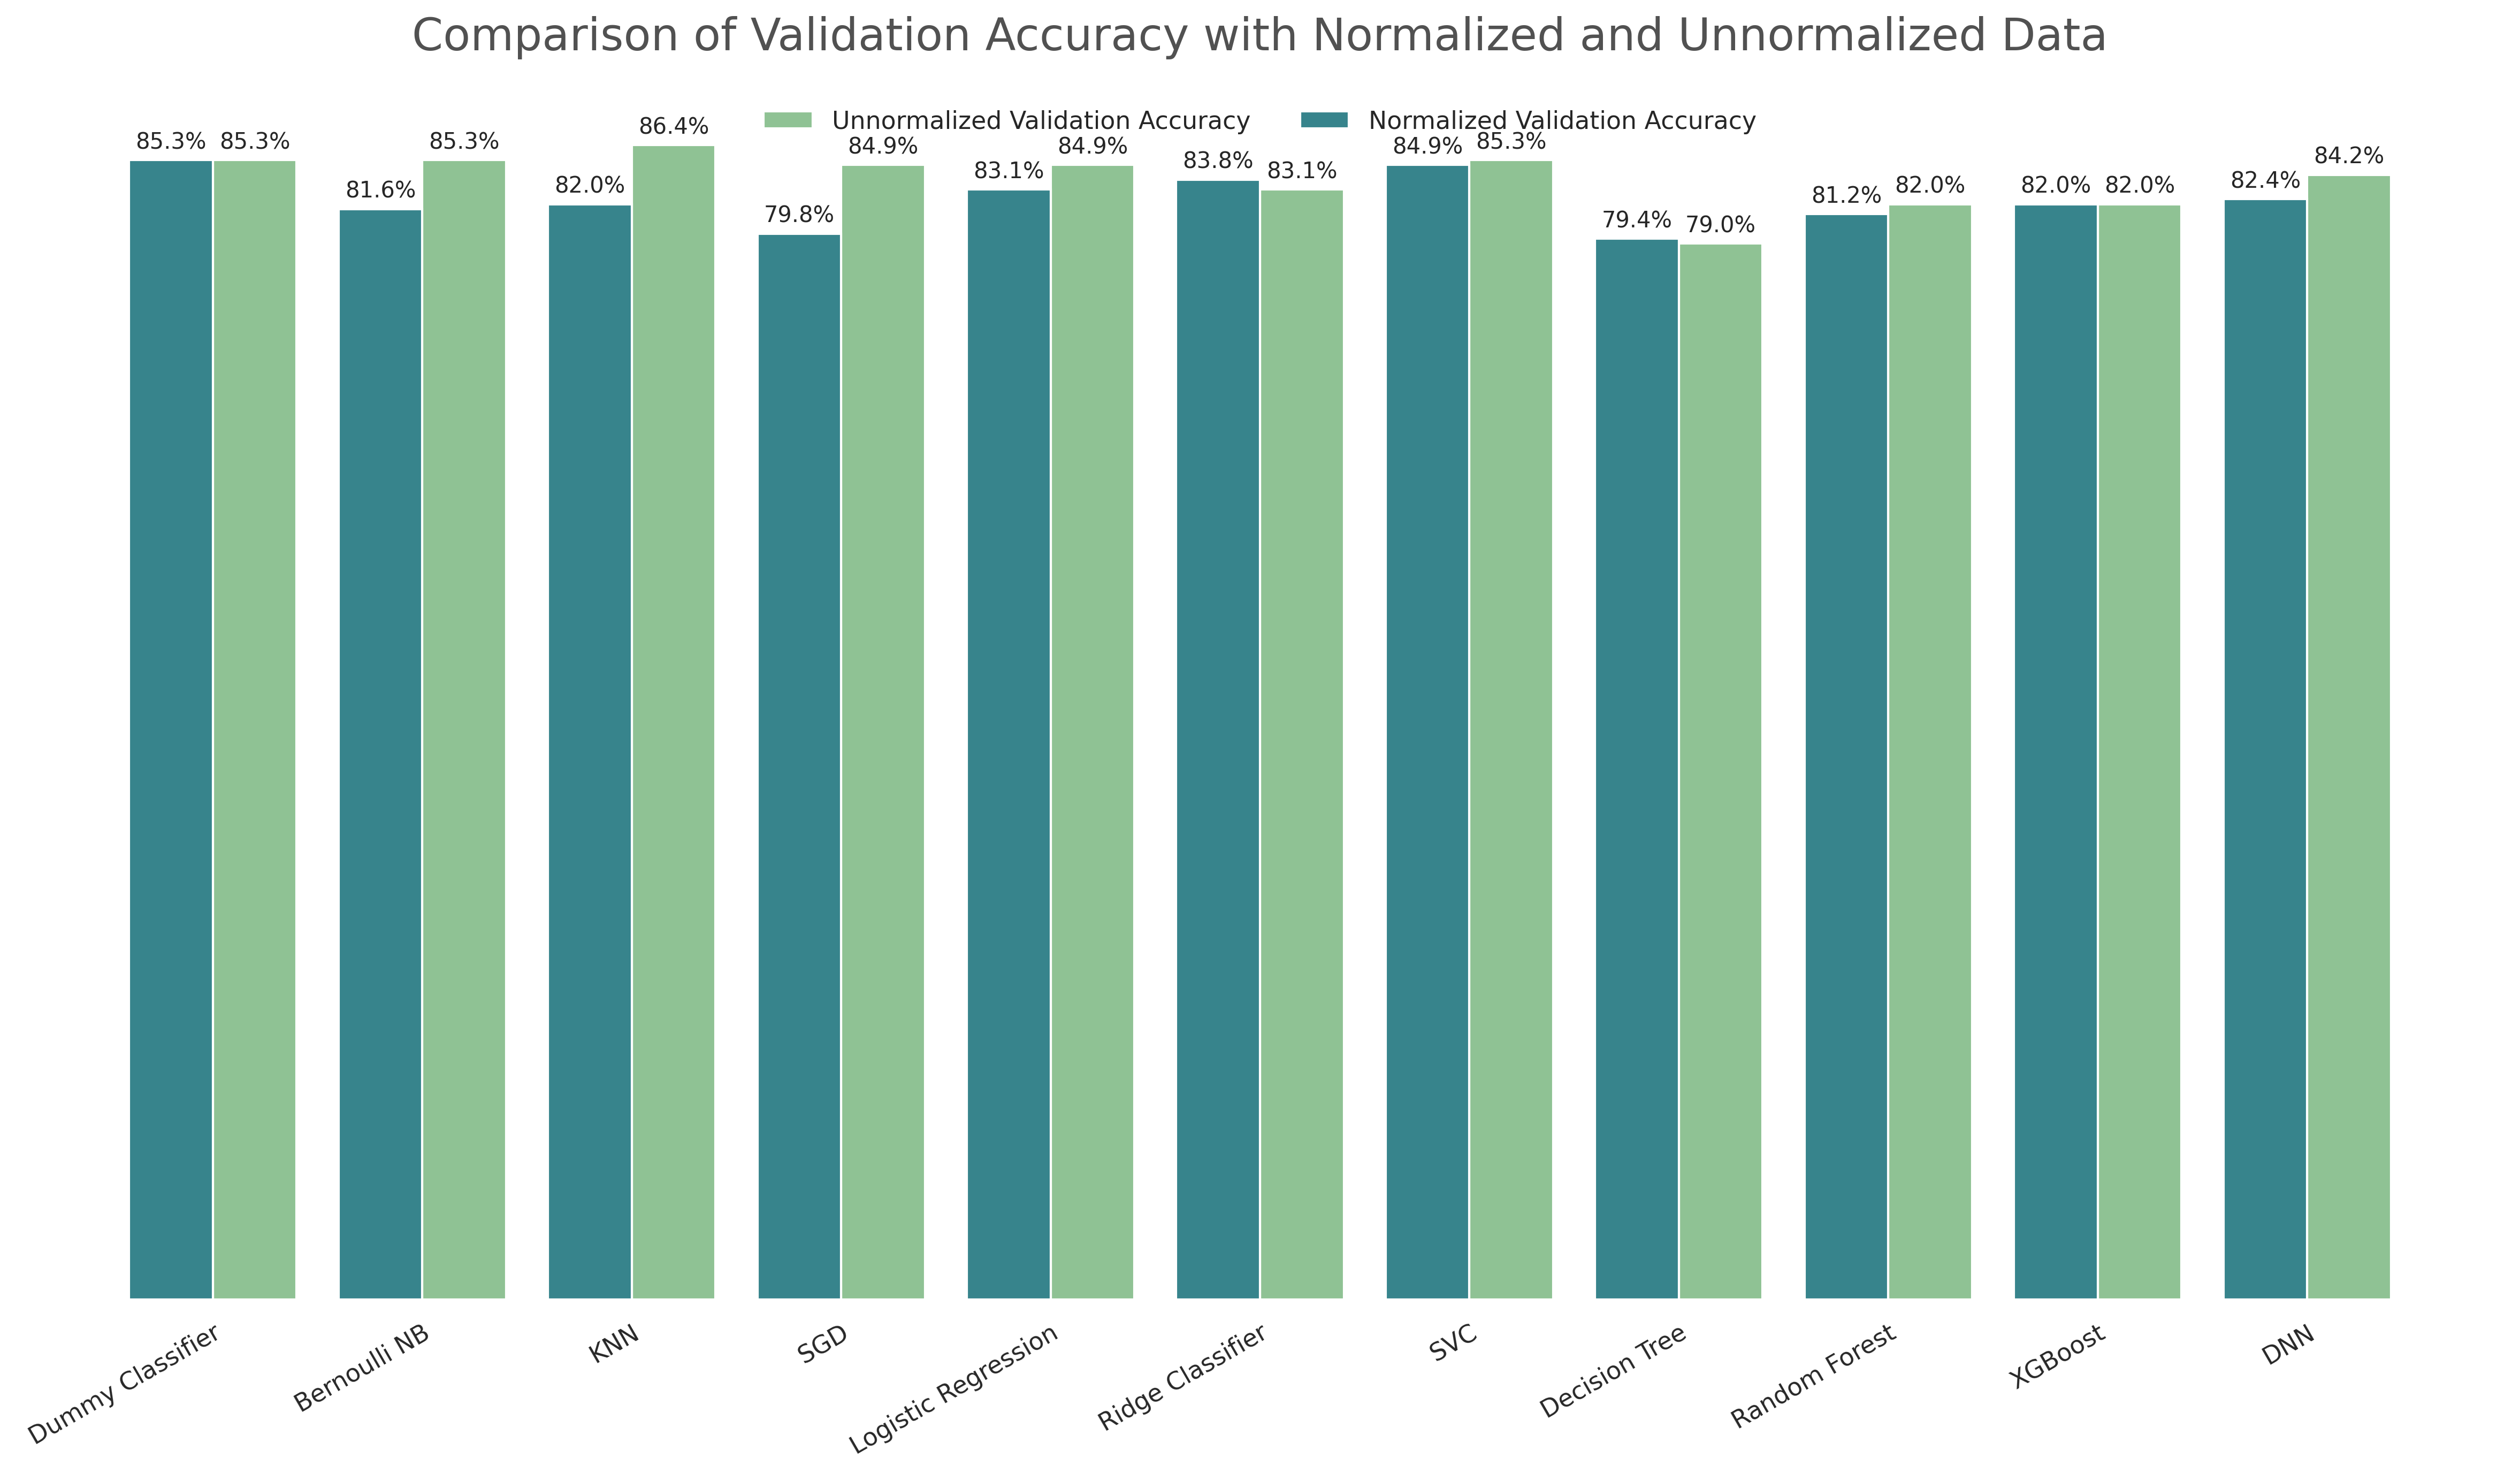 Comparison of Validation Accuracy with Normalized and Unnormalized Data
Unnormalized Validation Accuracy Normalized Validation Accuracy
85.3% 85.3%
81.6% 85.3%
82.0% 86.4%
79.8% 84.9%
83.1% 84.9%
83.8% 83.1%
84.9% 85.3%
79.4% 79.0%
81.2% 82.0%
82.0% 82.0%
82.4% 84.2%
Dummy Classifier
Bernoulli NB
KNN
SGD
Logistic Regression
Ridge Classifier
SVC
Decision Tree
Random Forest
XGBoost
DNN